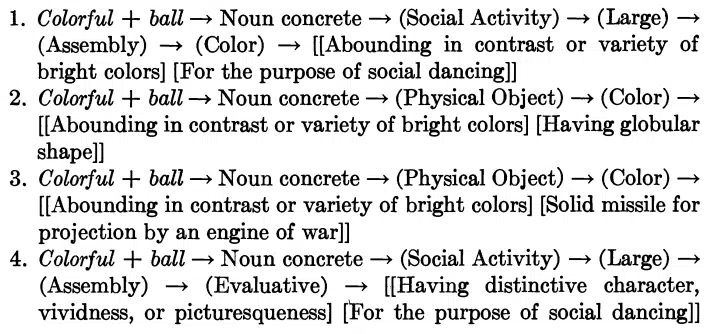 1. Colorful + ball → Noun concrete → (Social Activity) → (Large) →
(Assembly) → (Color) → [[Abounding in contrast or variety of
bright colors] [For the purpose of social dancing]]
2. Colorful + ball → Noun concrete → (Physical Object) → (Color) →
[[Abounding in contrast or variety of bright colors] [Having globular
shape]]
3. Colorful + ball → Noun concrete → (Physical Object) → (Color) →
[[Abounding in contrast or variety of bright colors] [Solid missile for
projection by an engine of war]]
4. Colorful + ball → Noun concrete → (Social Activity) → (Large) →
(Assembly) → (Evaluative) → [[Having distinctive character,
vividness, or picturesqueness] [For the purpose of social dancing]]